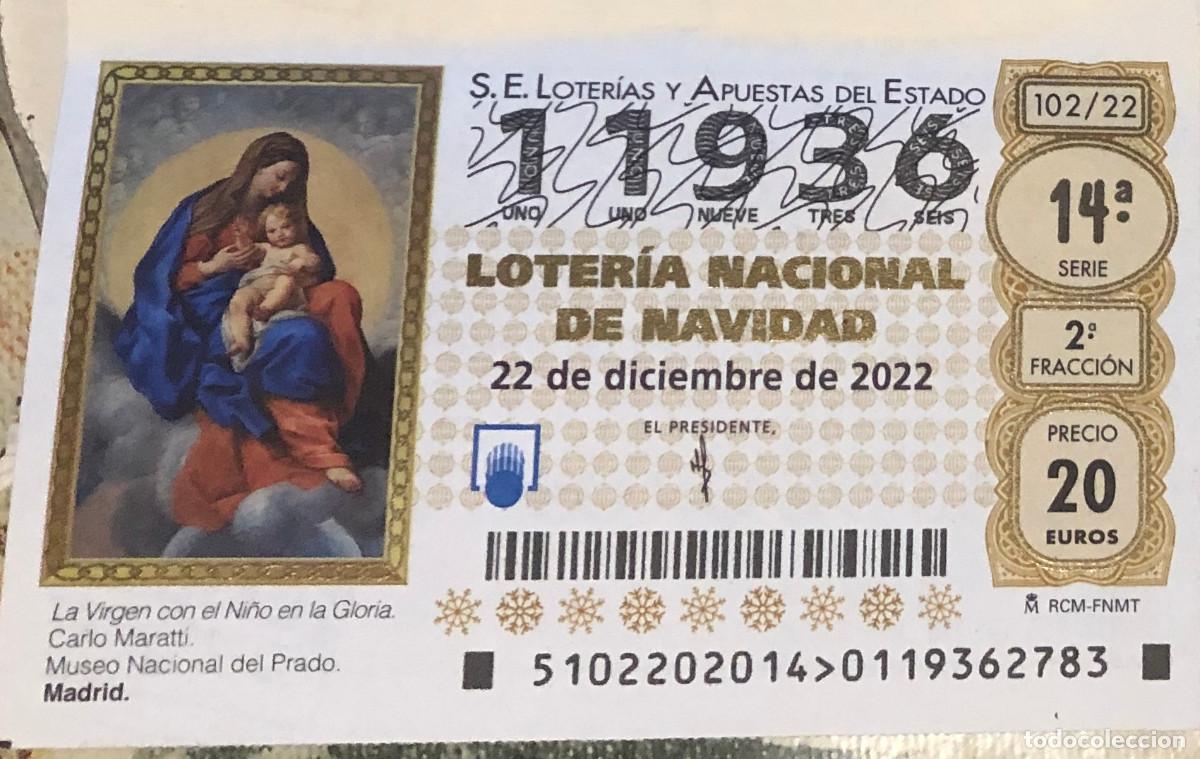 S.E. LOTERÍAS Y APUESTAS DEL ESTADO
11936
UNO UNO NUEVE TRES SEIS
LOTERÍA NACIONAL
DE NAVIDAD
22 de diciembre de 2022
EL PRESIDENTE,
102/22
14ª
SERIE
2ª
FRACCIÓN
PRECIO
20
EUROS
RCM-FNMT
5102202014>0119362783
La Virgen con el Niño en la Gloria.
Carlo Maratti.
Museo Nacional del Prado.
Madrid.
todocoleccion